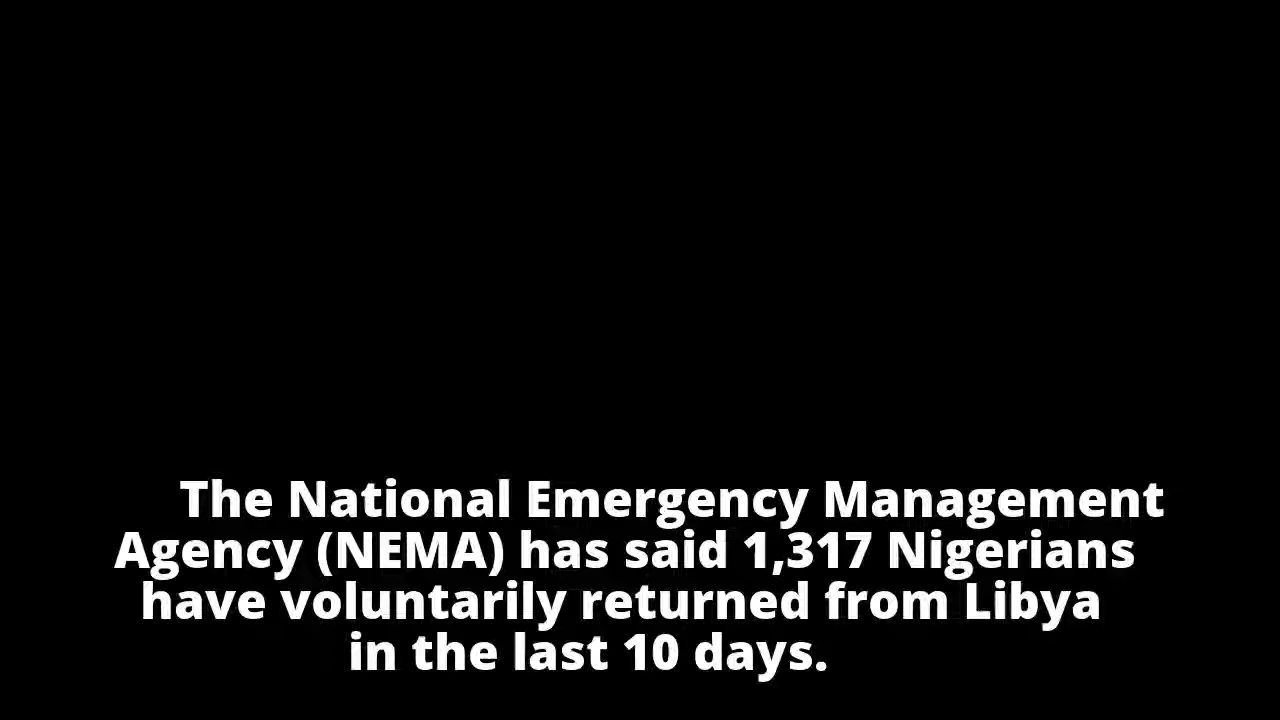 The National Emergency Management
Agency (NEMA) has said 1,317 Nigerians
have voluntarily returned from Libya
in the last 10 days.